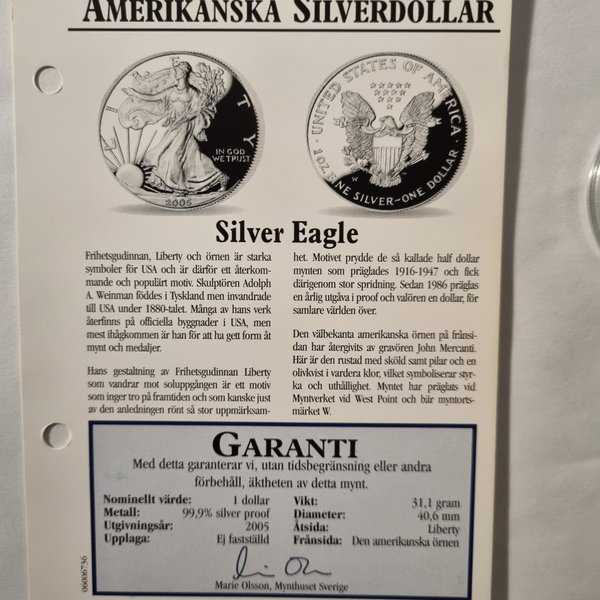 AMERIKANSKA SILVERDOLLAR
LIBERTY
IN GOD
WE TRUST
2005
UNITED STATES OF AMERICA
W
1 OZ. FINE SILVER~ONE DOLLAR
Silver Eagle
Frihetsgudinnan, Liberty och örnen är starka
symboler för USA och är därför ett återkom-
mande och populärt motiv. Skulptören Adolph
A. Weinman föddes i Tyskland men invandrade
till USA under 1880-talet. Många av hans verk
återfinns på officiella byggnader i USA, men
mest ihågkommen är han för att ha gett form åt
mynt och medaljer.
Hans gestaltning av Frihetsgudinnan Liberty
som vandrar mot soluppgången är ett motiv
som inger tro på framtiden och som kanske just
av den anledningen rönt så stor uppmärksam-
het. Motivet prydde de så kallade half dollar
mynten som präglades 1916-1947 och fick
därigenom stor spridning. Sedan 1986 präglas
en årlig utgåva i proof och valören en dollar, för
samlare världen över.
Den välbekanta amerikanska örnen på frånsi-
dan har återgivits av gravören John Mercanti.
Här är den rustad med sköld samt pilar och en
olivkvist i vardera klor, vilket symboliserar styr-
ka och uthållighet. Myntet har präglats vid
Myntverket vid West Point och bär myntorts-
märket W.
GARANTI
Med detta garanterar vi, utan tidsbegränsning eller andra
förbehåll, äktheten av detta mynt.
Nominellt värde: 1 dollar
Metall: 99,9% silver proof
Utgivningsår: 2005
Upplaga: Ej fastställd
Vikt: 31,1 gram
Diameter: 40,6 mm
Åtsida: Liberty
Frånsida: Den amerikanska örnen
Marie Olsson, Mynthuset Sverige
06006736